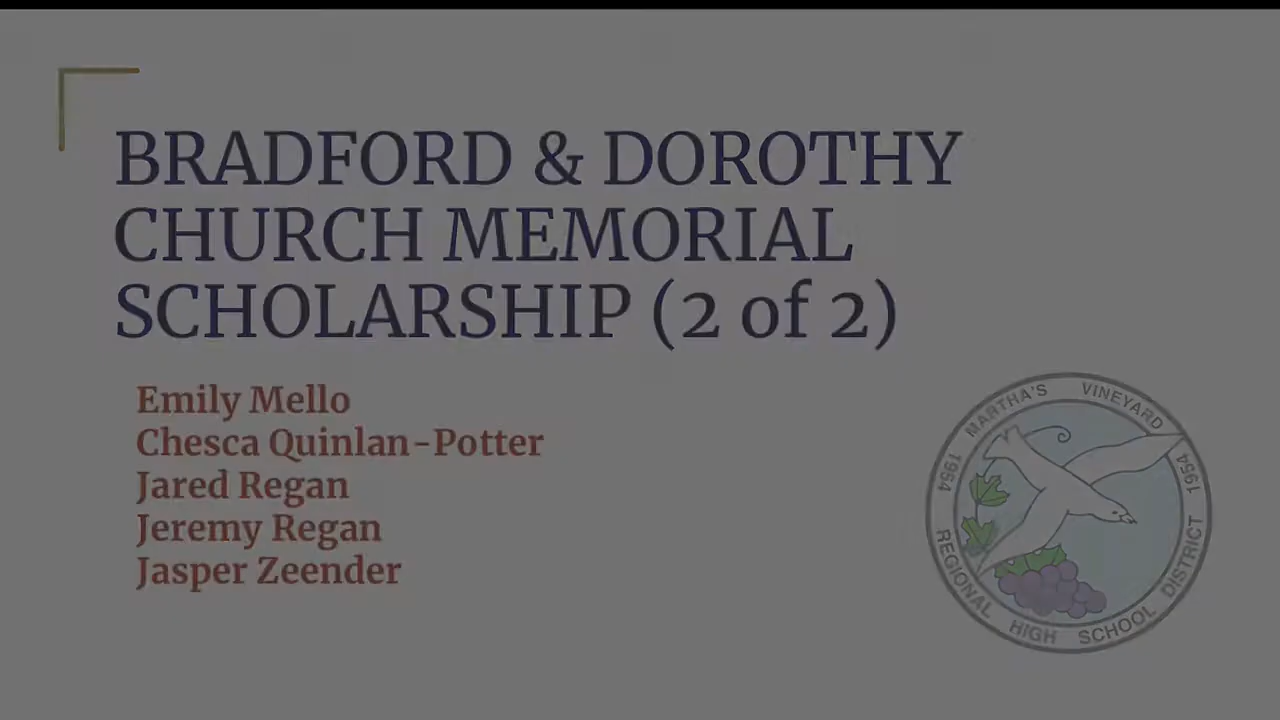 BRADFORD & DOROTHY
CHURCH MEMORIAL
SCHOLARSHIP (2 of 2)
Emily Mello
Chesca Quinlan-Potter
Jared Regan
Jeremy Regan
Jasper Zeender
MARTHA'S VINEYARD
1954 1954
REGIONAL HIGH SCHOOL DISTRICT